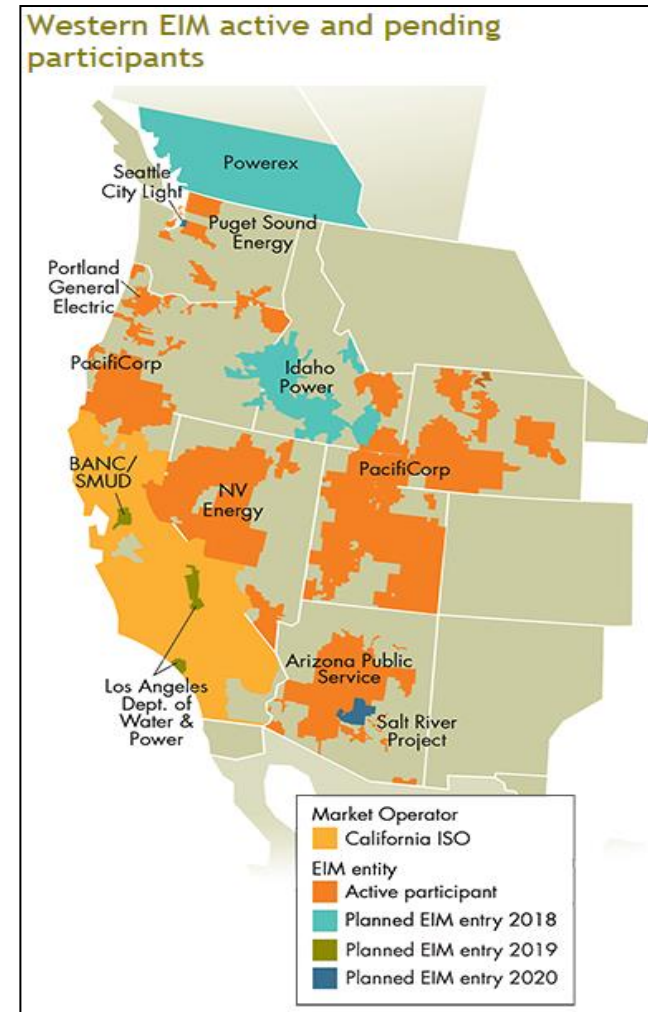 Western EIM active and pending
participants
Powerex
Seattle
City Light
Puget Sound
Energy
Portland
General
Electric
PacifiCorp
Idaho
Power
BANC/
SMUD
NV
Energy
PacifiCorp
Los Angeles
Dept. of
Water &
Power
Arizona Public
Service
Salt River
Project
Market Operator
California ISO
EIM entity
Active participant
Planned EIM entry 2018
Planned EIM entry 2019
Planned EIM entry 2020